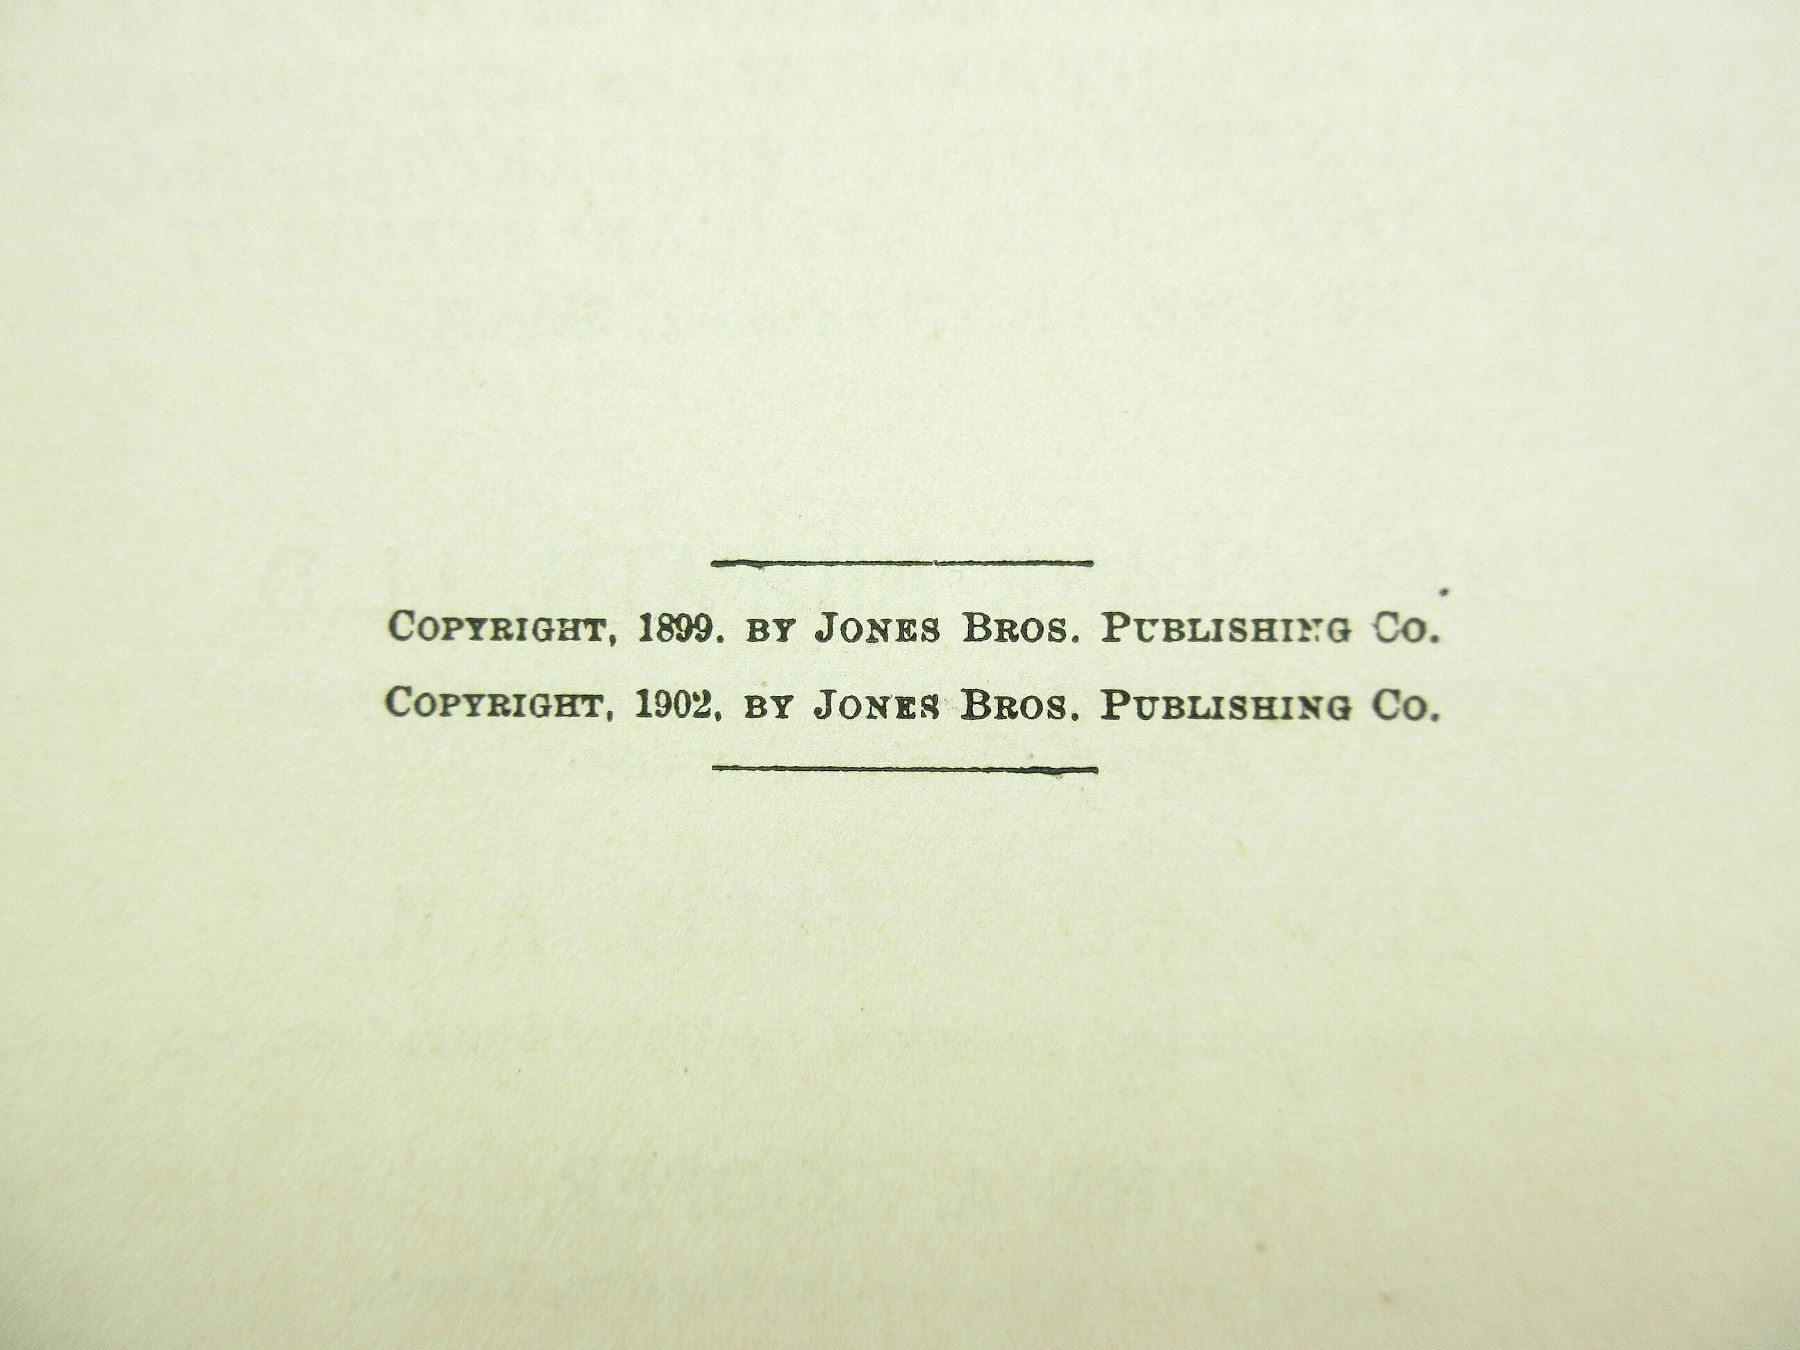 Copyright, 1899. by Jones Bros. Publishing Co.
Copyright, 1902, by Jones Bros. Publishing Co.